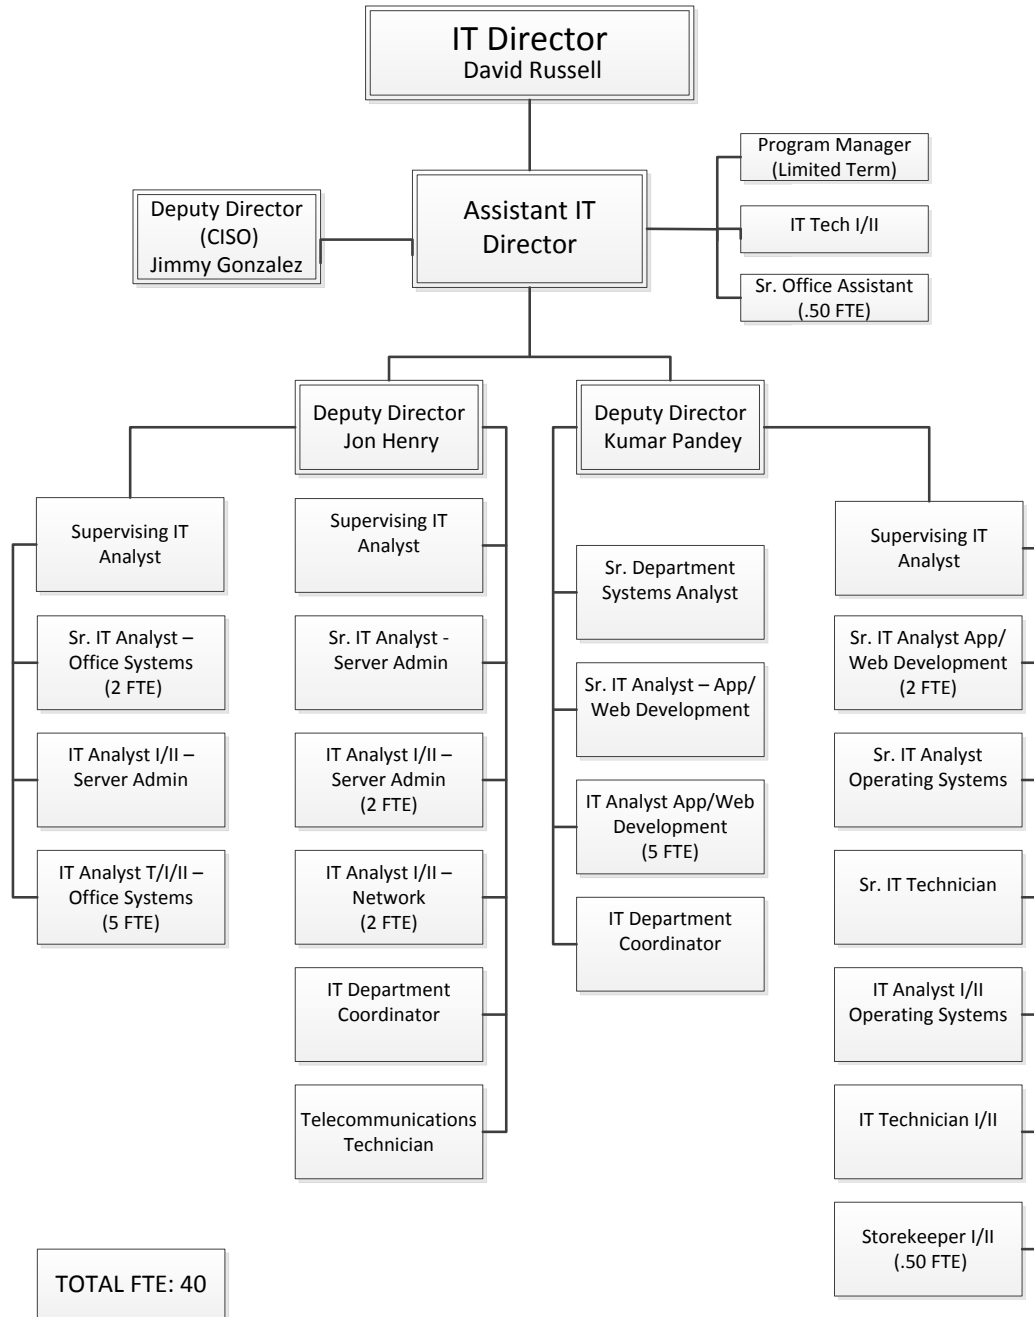 IT Director
David Russell
Program Manager
(Limited Term)
Deputy Director
(CISO)
Jimmy Gonzalez
Assistant IT
Director
IT Tech I/II
Sr. Office Assistant
(.50 FTE)
Deputy Director
Jon Henry
Deputy Director
Kumar Pandey
Supervising IT
Analyst
Sr. IT Analyst –
Office Systems
(2 FTE)
IT Analyst I/II –
Server Admin
IT Analyst T/I/II –
Office Systems
(5 FTE)
Supervising IT
Analyst
Sr. IT Analyst -
Server Admin
IT Analyst I/II –
Server Admin
(2 FTE)
IT Analyst I/II –
Network
(2 FTE)
IT Department
Coordinator
Telecommunications
Technician
Sr. Department
Systems Analyst
Sr. IT Analyst – App/
Web Development
IT Analyst App/Web
Development
(5 FTE)
IT Department
Coordinator
Supervising IT
Analyst
Sr. IT Analyst App/
Web Development
(2 FTE)
Sr. IT Analyst
Operating Systems
Sr. IT Technician
IT Analyst I/II
Operating Systems
IT Technician I/II
Storekeeper I/II
(.50 FTE)
TOTAL FTE: 40